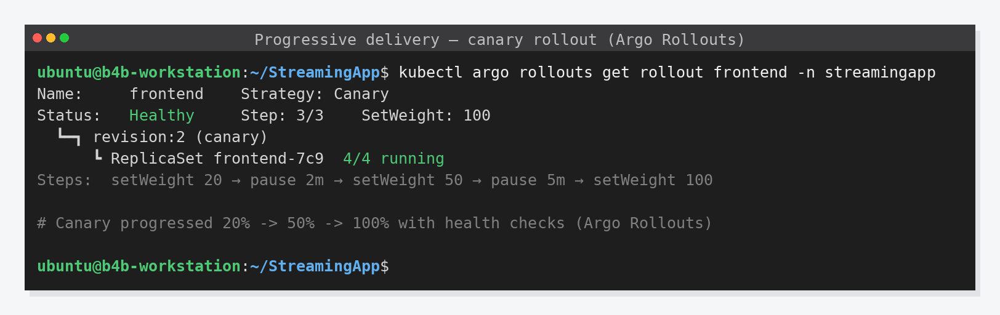 Progressive delivery — canary rollout (Argo Rollouts)
ubuntu@b4b-workstation:~/StreamingApp$ kubectl argo rollouts get rollout frontend -n streamingapp
Name:     frontend    Strategy: Canary
Status:   Healthy     Step: 3/3    SetWeight: 100
  └─┐ revision:2 (canary)
      └ ReplicaSet frontend-7c9  4/4 running
Steps:  setWeight 20 → pause 2m → setWeight 50 → pause 5m → setWeight 100
# Canary progressed 20% -> 50% -> 100% with health checks (Argo Rollouts)
ubuntu@b4b-workstation:~/StreamingApp$